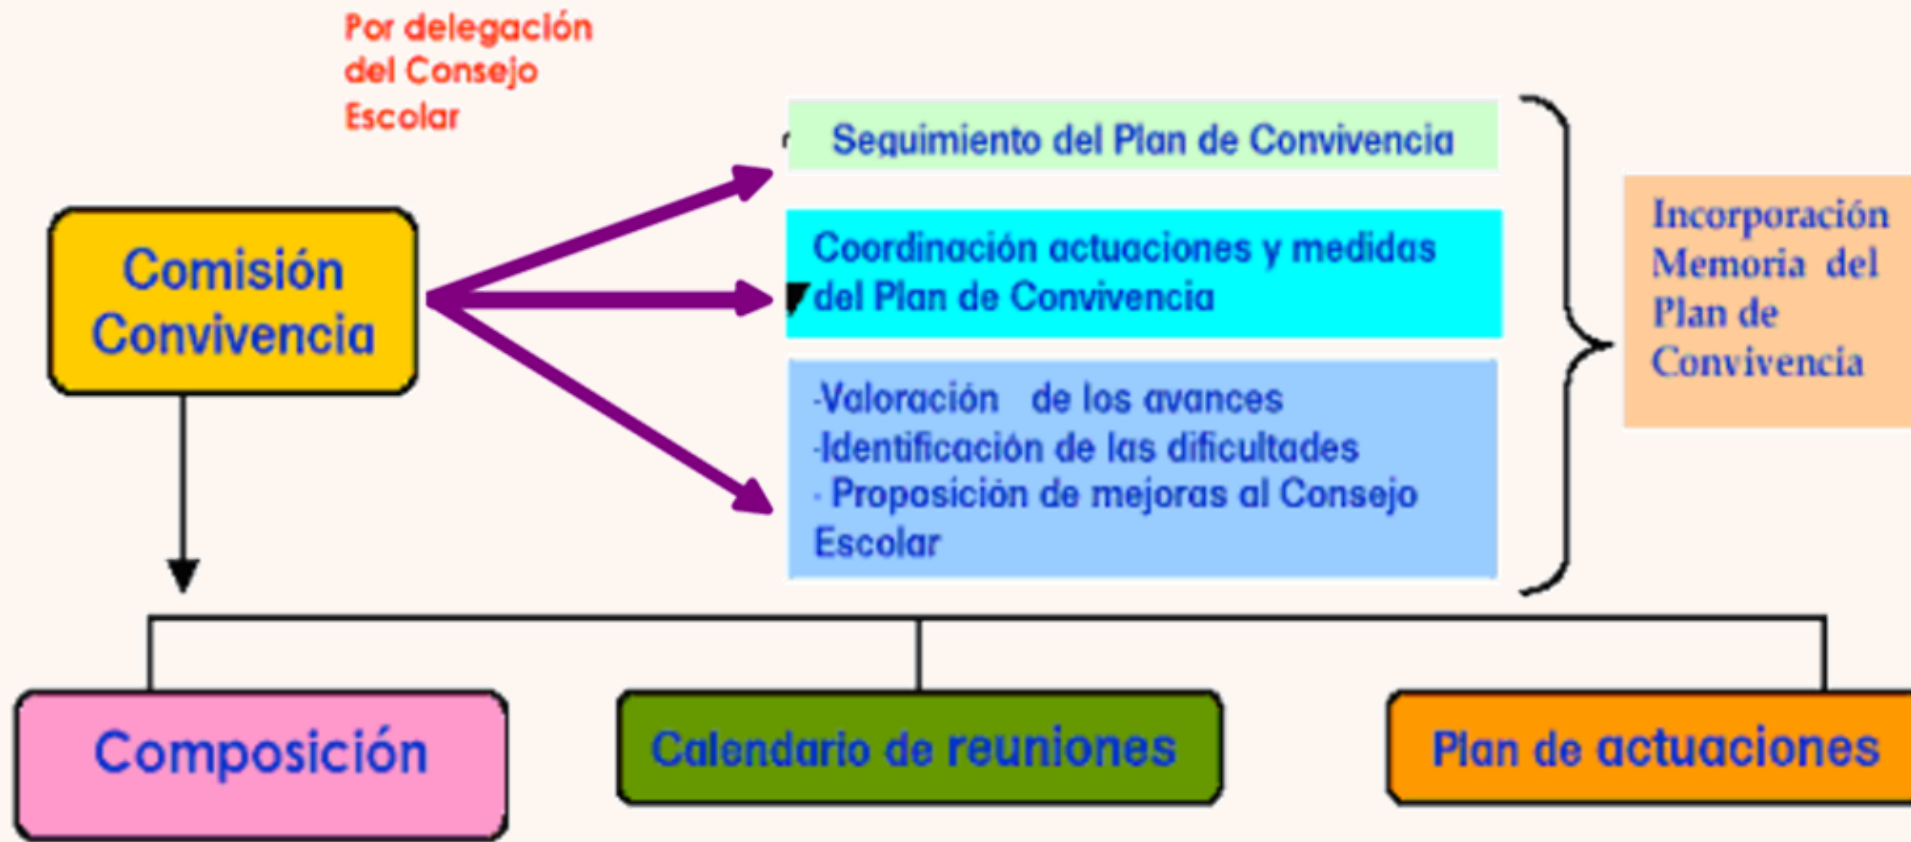 Por delegación
del Consejo
Escolar
Seguimiento del Plan de Convivencia
Comisión
Convivencia
Coordinación actuaciones y medidas
del Plan de Convivencia
Incorporación
Memoria del
Plan de
Convivencia
-Valoración de los avances
-Identificación de las dificultades
- Proposición de mejoras al Consejo
Escolar
Composición
Calendario de reuniones
Plan de actuaciones